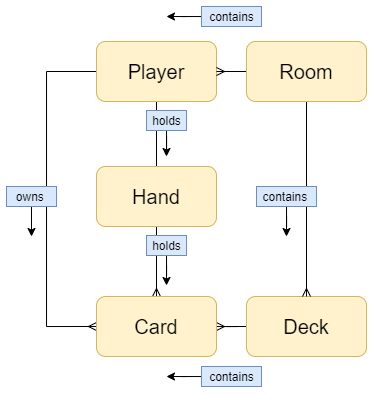 contains
Player
Room
holds
owns
Hand
contains
holds
Card
Deck
contains